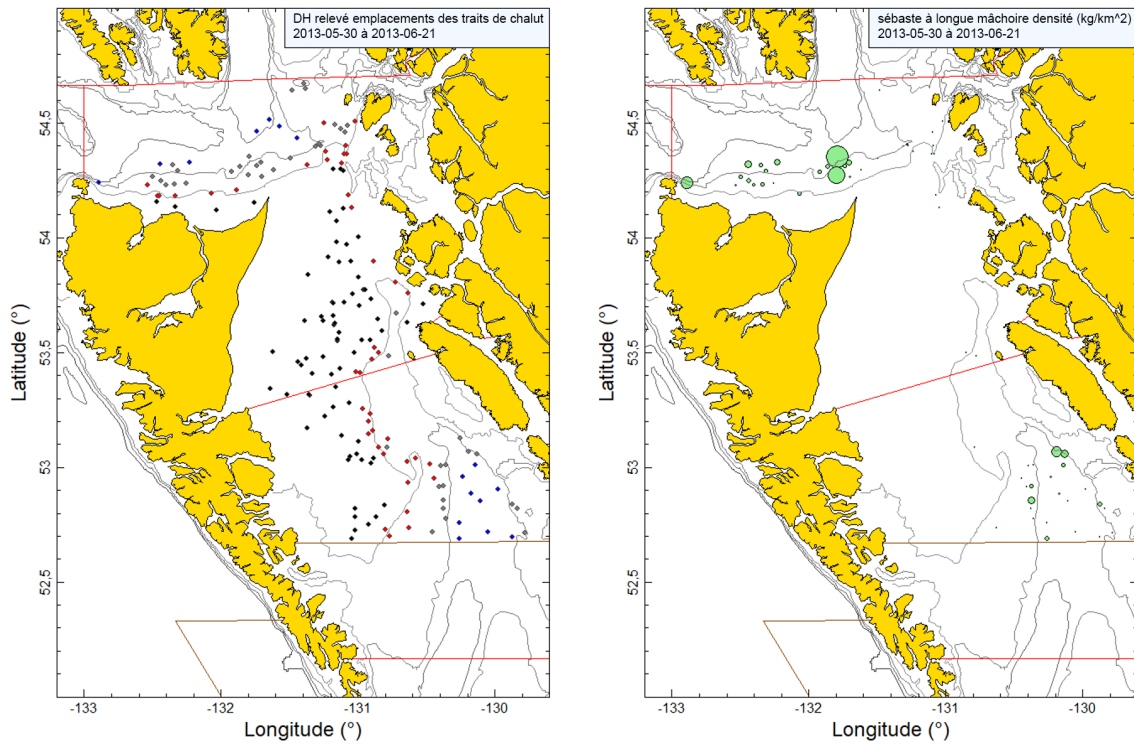 DH relevé emplacements des traits de chalut
2013-05-30 à 2013-06-21
Latitude (°)
54.5
54
53.5
53
52.5
-133
-132
-131
-130
Longitude (°)
sébaste à longue mâchoire densité (kg/km^2)
2013-05-30 à 2013-06-21
Latitude (°)
54.5
54
53.5
53
52.5
-133
-132
-131
-130
Longitude (°)